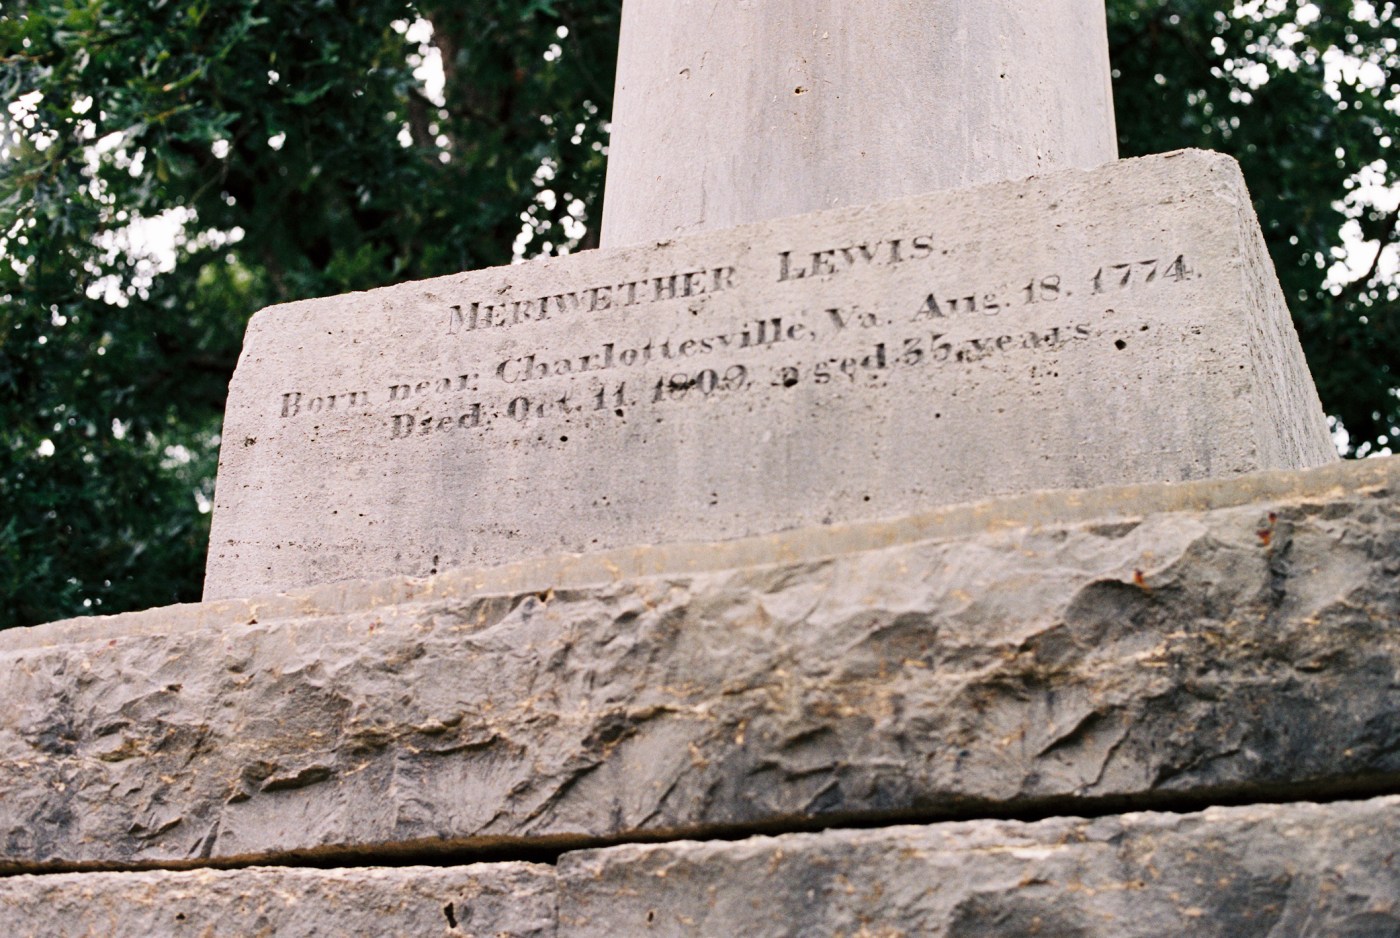 MERIWETHER LEWIS.
Born near Charlottesville, Va. Aug. 18. 1774.
Died, Oct. 11. 1809, aged 35, years.